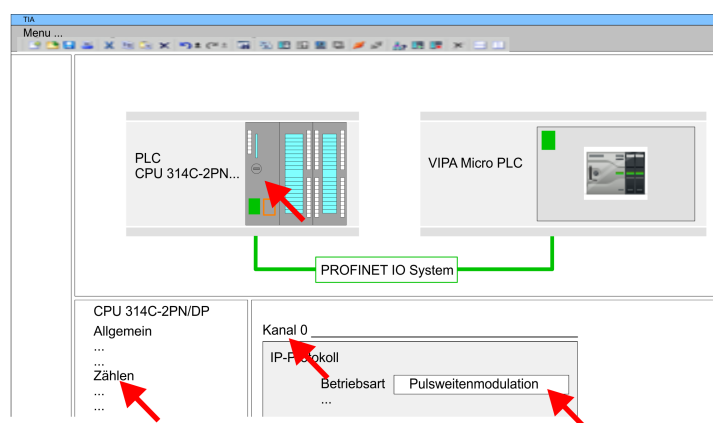 TIA
Menu ...
PLC
CPU 314C-2PN...
VIPA Micro PLC
PROFINET IO System
CPU 314C-2PN/DP
Allgemein
...
...
Zählen
...
...
Kanal 0
IP-Protokoll
Betriebsart Pulsweitenmodulation
...